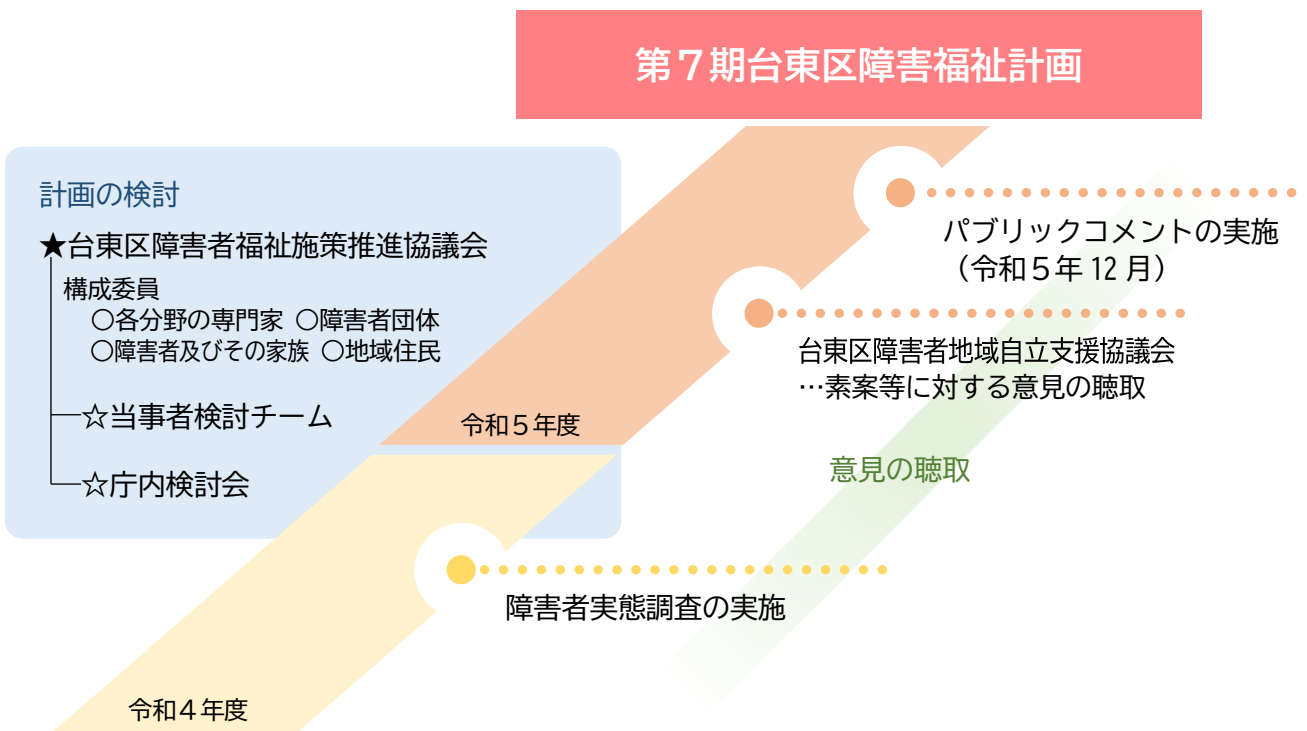 第７期台東区障害福祉計画
計画の検討
★台東区障害者福祉施策推進協議会
構成委員
○各分野の専門家 ○障害者団体
○障害者及びその家族 ○地域住民
☆当事者検討チーム
☆庁内検討会
パブリックコメントの実施
（令和５年 12 月）
台東区障害者地域自立支援協議会
…素案等に対する意見の聴取
令和５年度
意見の聴取
障害者実態調査の実施
令和４年度